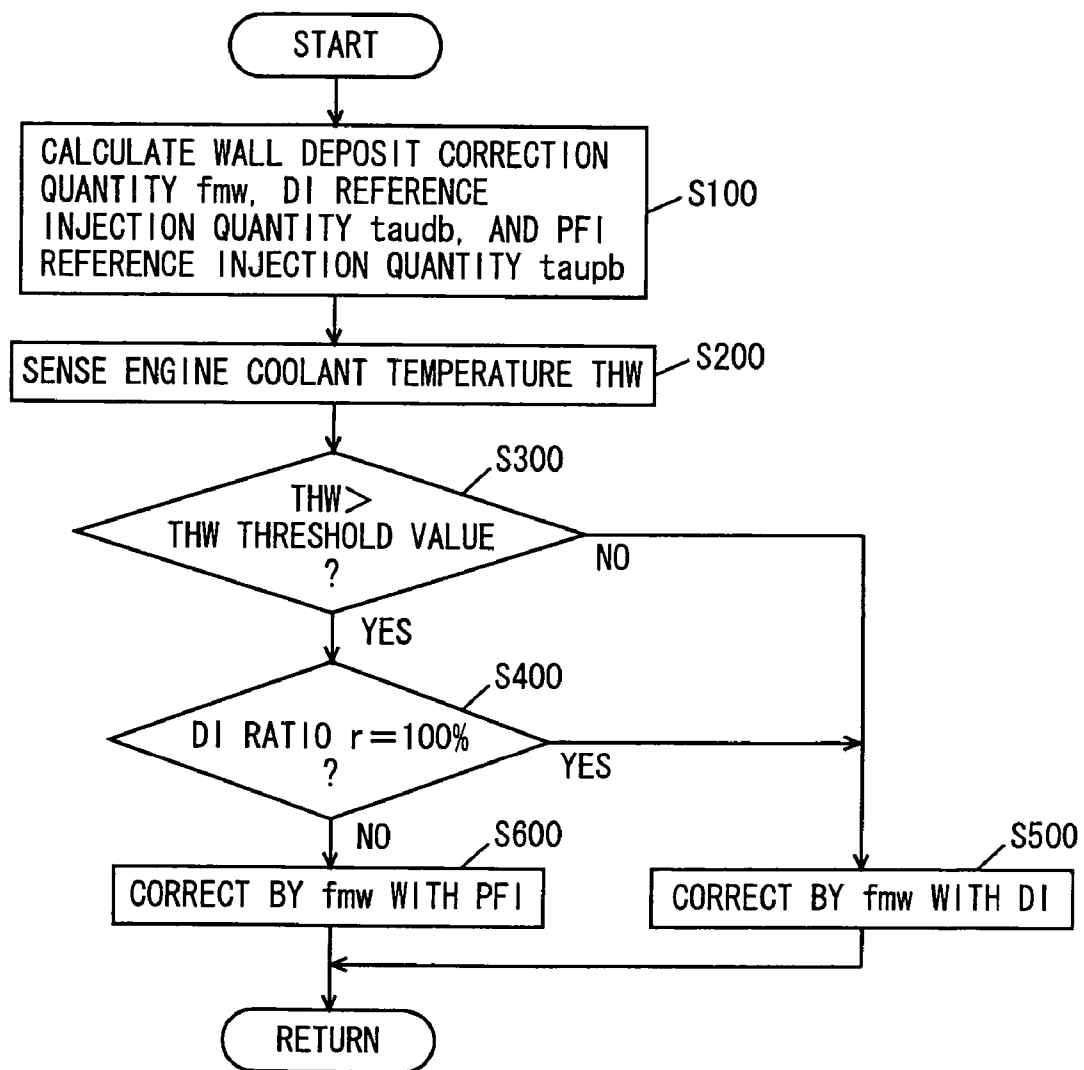 START
CALCULATE WALL DEPOSIT CORRECTION
QUANTITY fmw, DI REFERENCE
INJECTION QUANTITY taudb, AND PFI
REFERENCE INJECTION QUANTITY taupb
S100
SENSE ENGINE COOLANT TEMPERATURE THW
S200
S300
THW>
THW THRESHOLD VALUE
?
NO
YES
S400
DI RATIO r=100%
?
YES
NO
S600
CORRECT BY fmw WITH PFI
S500
CORRECT BY fmw WITH DI
RETURN